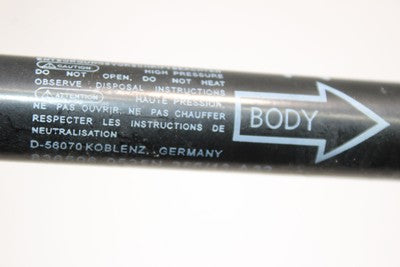 CAUTION HIGH PRESSURE
DO NOT OPEN, DO NOT HEAT
OBSERVE DISPOSAL INSTRUCTIONS
ATTENTION HAUTE PRESSION,
NE PAS OUVRIR. NE PAS CHAUFFER
RESPECTER LES INSTRUCTIONS DE
NEUTRALISATION
D-56070 KOBLENZ, GERMANY
BODY